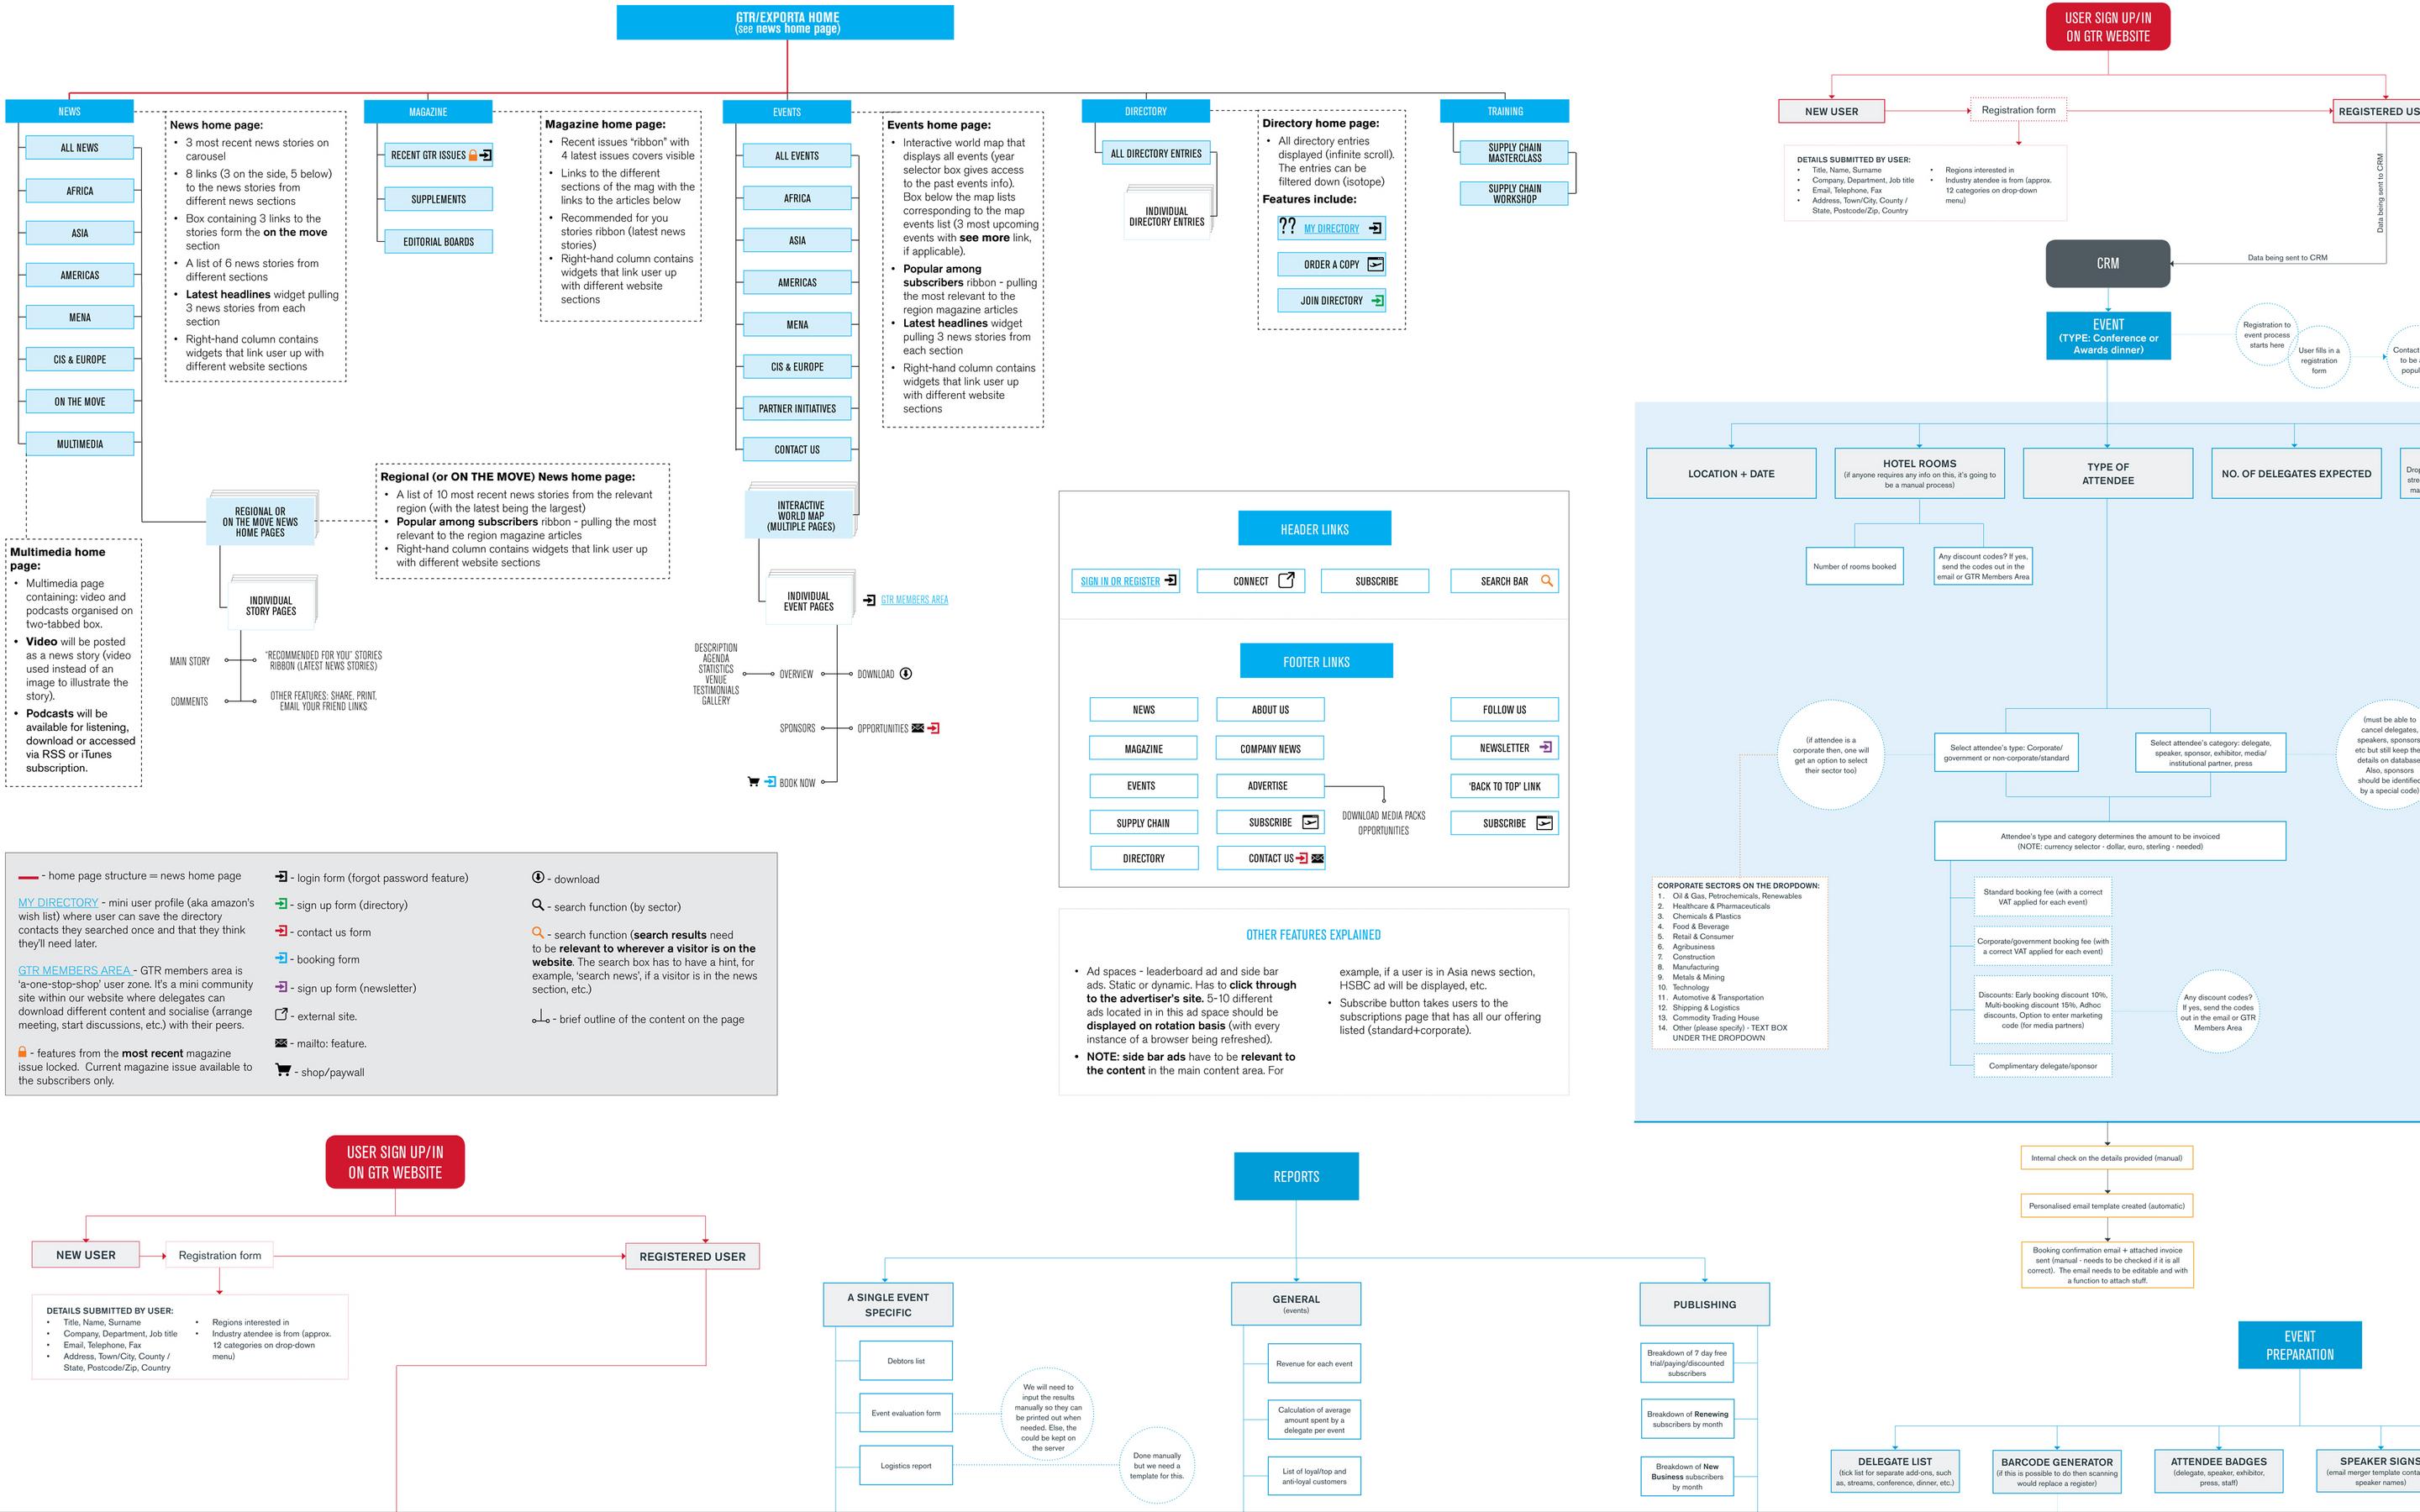 GTR/EXPORTA HOME
(see news home page)
NEWS
ALL NEWS
AFRICA
ASIA
AMERICAS
MENA
CIS & EUROPE
ON THE MOVE
MULTIMEDIA
News home page:
• 3 most recent news stories on
carousel
• 8 links (3 on the side, 5 below)
to the news stories from
different news sections
• Box containing 3 links to the
stories form the on the move
section
• A list of 6 news stories from
different sections
• Latest headlines widget pulling
3 news stories from each
section
• Right-hand column contains
widgets that link user up with
different website sections
MAGAZINE
RECENT GTR ISSUES
SUPPLEMENTS
EDITORIAL BOARDS
Magazine home page:
• Recent issues “ribbon” with
4 latest issues covers visible
• Links to the different
sections of the mag with the
links to the articles below
• Recommended for you
stories ribbon (latest news
stories)
• Right-hand column contains
widgets that link user up
with different website
sections
EVENTS
ALL EVENTS
AFRICA
ASIA
AMERICAS
MENA
CIS & EUROPE
PARTNER INITIATIVES
CONTACT US
Events home page:
• Interactive world map that
displays all events (year
selector box gives access
to the past events info).
Box below the map lists
corresponding to the map
events list (3 most upcoming
events with see more link,
if applicable).
• Popular among
subscribers ribbon - pulling
the most relevant to the
region magazine articles
• Latest headlines widget
pulling 3 news stories from
each section
• Right-hand column contains
widgets that link user up
with different website
sections
DIRECTORY
ALL DIRECTORY ENTRIES
INDIVIDUAL
DIRECTORY ENTRIES
Directory home page:
• All directory entries
displayed (infinite scroll).
The entries can be
filtered down (isotope)
Features include:
?? MY DIRECTORY
ORDER A COPY
JOIN DIRECTORY
TRAINING
SUPPLY CHAIN
MASTERCLASS
SUPPLY CHAIN
WORKSHOP
REGIONAL OR
ON THE MOVE NEWS
HOME PAGES
Regional (or ON THE MOVE) News home page:
• A list of 10 most recent news stories from the relevant
region (with the latest being the largest)
• Popular among subscribers ribbon - pulling the most
relevant to the region magazine articles
• Right-hand column contains widgets that link user up
with different website sections
Multimedia home
page:
• Multimedia page
containing: video and
podcasts organised on
two-tabbed box.
• Video will be posted
as a news story (video
used instead of an
image to illustrate the
story).
• Podcasts will be
available for listening,
download or accessed
via RSS or iTunes
subscription.
INDIVIDUAL
STORY PAGES
MAIN STORY
“RECOMMENDED FOR YOU” STORIES
RIBBON (LATEST NEWS STORIES)
COMMENTS
OTHER FEATURES: SHARE, PRINT,
EMAIL YOUR FRIEND LINKS
INTERACTIVE
WORLD MAP
(MULTIPLE PAGES)
INDIVIDUAL
EVENT PAGES
GTR MEMBERS AREA
DESCRIPTION
AGENDA
STATISTICS
VENUE
TESTIMONIALS
GALLERY
OVERVIEW
DOWNLOAD
SPONSORS
OPPORTUNITIES
BOOK NOW
HEADER LINKS
SIGN IN OR REGISTER
CONNECT
SUBSCRIBE
SEARCH BAR
FOOTER LINKS
NEWS
ABOUT US
FOLLOW US
MAGAZINE
COMPANY NEWS
NEWSLETTER
EVENTS
ADVERTISE
‘BACK TO TOP’ LINK
SUPPLY CHAIN
SUBSCRIBE
DOWNLOAD MEDIA PACKS
OPPORTUNITIES
SUBSCRIBE
DIRECTORY
CONTACT US
- home page structure = news home page
MY DIRECTORY - mini user profile (aka amazon’s
wish list) where user can save the directory
contacts they searched once and that they think
they’ll need later.
GTR MEMBERS AREA - GTR members area is
‘a-one-stop-shop’ user zone. It’s a mini community
site within our website where delegates can
download different content and socialise (arrange
meeting, start discussions, etc.) with their peers.
- features from the most recent magazine
issue locked. Current magazine issue available to
the subscribers only.
- login form (forgot password feature)
- sign up form (directory)
- contact us form
- booking form
- sign up form (newsletter)
- external site.
- mailto: feature.
- shop/paywall
- download
- search function (by sector)
- search function (search results need
to be relevant to wherever a visitor is on the
website. The search box has to have a hint, for
example, ‘search news’, if a visitor is in the news
section, etc.)
- brief outline of the content on the page
OTHER FEATURES EXPLAINED
• Ad spaces - leaderboard ad and side bar
ads. Static or dynamic. Has to click through
to the advertiser’s site. 5-10 different
ads located in in this ad space should be
displayed on rotation basis (with every
instance of a browser being refreshed).
• NOTE: side bar ads have to be relevant to
the content in the main content area. For
example, if a user is in Asia news section,
HSBC ad will be displayed, etc.
• Subscribe button takes users to the
subscriptions page that has all our offering
listed (standard+corporate).
USER SIGN UP/IN
ON GTR WEBSITE
NEW USER
Registration form
REGISTERED US
DETAILS SUBMITTED BY USER:
• Title, Name, Surname
• Company, Department, Job title
• Email, Telephone, Fax
• Address, Town/City, County /
State, Postcode/Zip, Country
• Regions interested in
• Industry atendee is from (approx.
12 categories on drop-down
menu)
Data being sent to CRM
Data being sent to CRM
CRM
EVENT
(TYPE: Conference or
Awards dinner)
Registration to
event process
starts here
User fills in a
registration
form
Contact
to be
popul
LOCATION + DATE
HOTEL ROOMS
(if anyone requires any info on this, it’s going to
be a manual process)
TYPE OF
ATTENDEE
NO. OF DELEGATES EXPECTED
Drop
stre
ma
Number of rooms booked
Any discount codes? If yes,
send the codes out in the
email or GTR Members Area
(if attendee is a
corporate then, one will
get an option to select
their sector too)
Select attendee’s type: Corporate/
government or non-corporate/standard
Select attendee’s category: delegate,
speaker, sponsor, exhibitor, media/
institutional partner, press
(must be able to
cancel delegates,
speakers, sponsors
etc but still keep the
details on database
Also, sponsors
should be identified
by a special code)
Attendee’s type and category determines the amount to be invoiced
(NOTE: currency selector - dollar, euro, sterling - needed)
CORPORATE SECTORS ON THE DROPDOWN:
1. Oil & Gas, Petrochemicals, Renewables
2. Healthcare & Pharmaceuticals
3. Chemicals & Plastics
4. Food & Beverage
5. Retail & Consumer
6. Agribusiness
7. Construction
8. Manufacturing
9. Metals & Mining
10. Technology
11. Automotive & Transportation
12. Shipping & Logistics
13. Commodity Trading House
14. Other (please specify) - TEXT BOX
UNDER THE DROPDOWN
Standard booking fee (with a correct
VAT applied for each event)
Corporate/government booking fee (with
a correct VAT applied for each event)
Discounts: Early booking discount 10%,
Multi-booking discount 15%, Adhoc
discounts, Option to enter marketing
code (for media partners)
Any discount codes?
If yes, send the codes
out in the email or GTR
Members Area
Complimentary delegate/sponsor
Internal check on the details provided (manual)
Personalised email template created (automatic)
Booking confirmation email + attached invoice
sent (manual - needs to be checked if it is all
correct). The email needs to be editable and with
a function to attach stuff.
USER SIGN UP/IN
ON GTR WEBSITE
NEW USER
Registration form
REGISTERED USER
DETAILS SUBMITTED BY USER:
• Title, Name, Surname
• Company, Department, Job title
• Email, Telephone, Fax
• Address, Town/City, County /
State, Postcode/Zip, Country
• Regions interested in
• Industry atendee is from (approx.
12 categories on drop-down
menu)
REPORTS
A SINGLE EVENT
SPECIFIC
Debtors list
Event evaluation form
Logistics report
We will need to
input the results
manually so they can
be printed out when
needed. Else, the
could be kept on
the server
Done manually
but we need a
template for this.
GENERAL
(events)
Revenue for each event
Calculation of average
amount spent by a
delegate per event
List of loyal/top and
anti-loyal customers
PUBLISHING
Breakdown of 7 day free
trial/paying/discounted
subscribers
Breakdown of Renewing
subscribers by month
Breakdown of New
Business subscribers
by month
EVENT
PREPARATION
DELEGATE LIST
(tick list for separate add-ons, such
as, streams, conference, dinner, etc.)
BARCODE GENERATOR
(if this is possible to do then scanning
would replace a register)
ATTENDEE BADGES
(delegate, speaker, exhibitor,
press, staff)
SPEAKER SIGNS
(email merger template conta
speaker names)